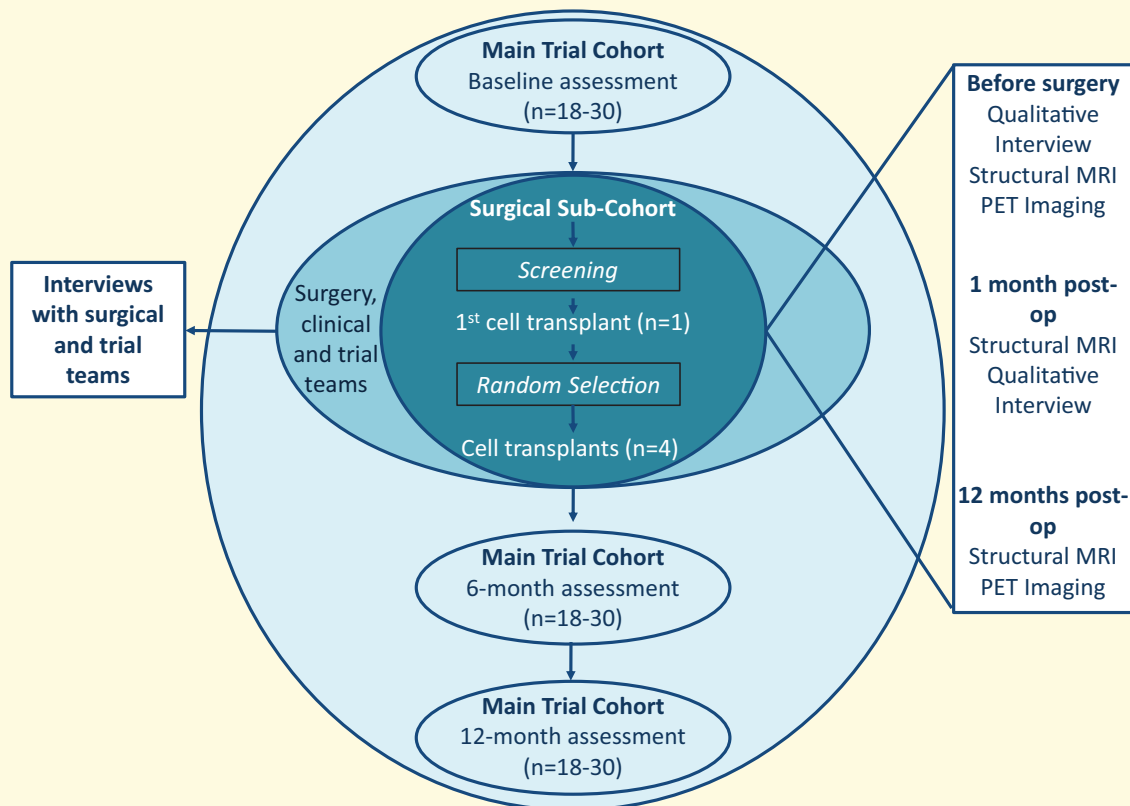 Main Trial Cohort
Baseline assessment
(n=18-30)
Surgical Sub-Cohort
Screening
1st cell transplant (n=1)
Random Selection
Cell transplants (n=4)
Surgery,
clinical
and trial
teams
Interviews
with surgical
and trial
teams
Main Trial Cohort
6-month assessment
(n=18-30)
Main Trial Cohort
12-month assessment
(n=18-30)
Before surgery
Qualitative
Interview
Structural MRI
PET Imaging
1 month post-
op
Structural MRI
Qualitative
Interview
12 months post-
op
Structural MRI
PET Imaging